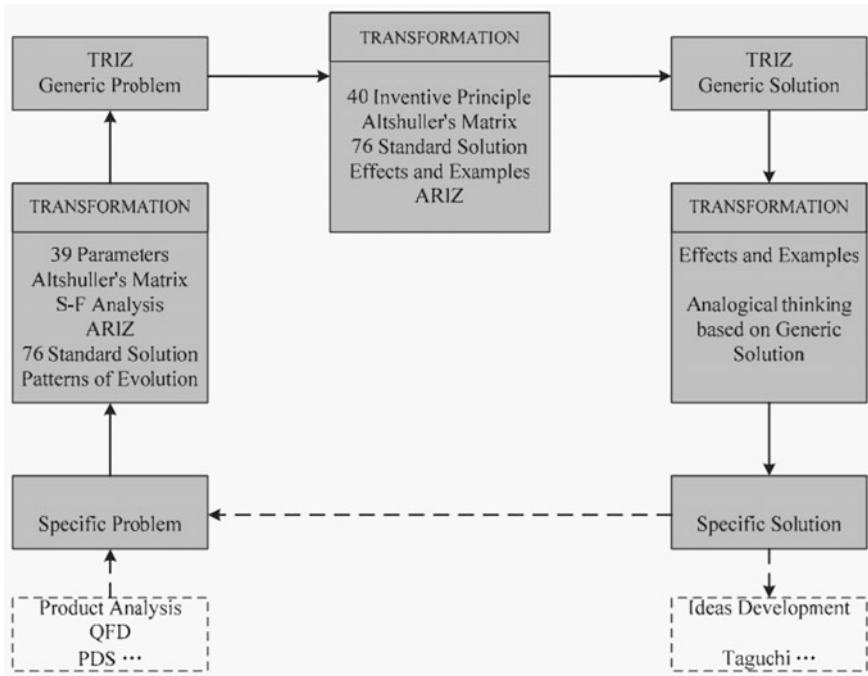 TRIZ
Generic Problem
TRANSFORMATION
40 Inventive Principle
Altshuller's Matrix
76 Standard Solution
Effects and Examples
ARIZ
TRIZ
Generic Solution
TRANSFORMATION
39 Parameters
Altshuller's Matrix
S-F Analysis
ARIZ
76 Standard Solution
Patterns of Evolution
TRANSFORMATION
Effects and Examples
Analogical thinking
based on Generic
Solution
Specific Problem
Specific Solution
Product Analysis
QFD
PDS ···
Ideas Development
Taguchi ···